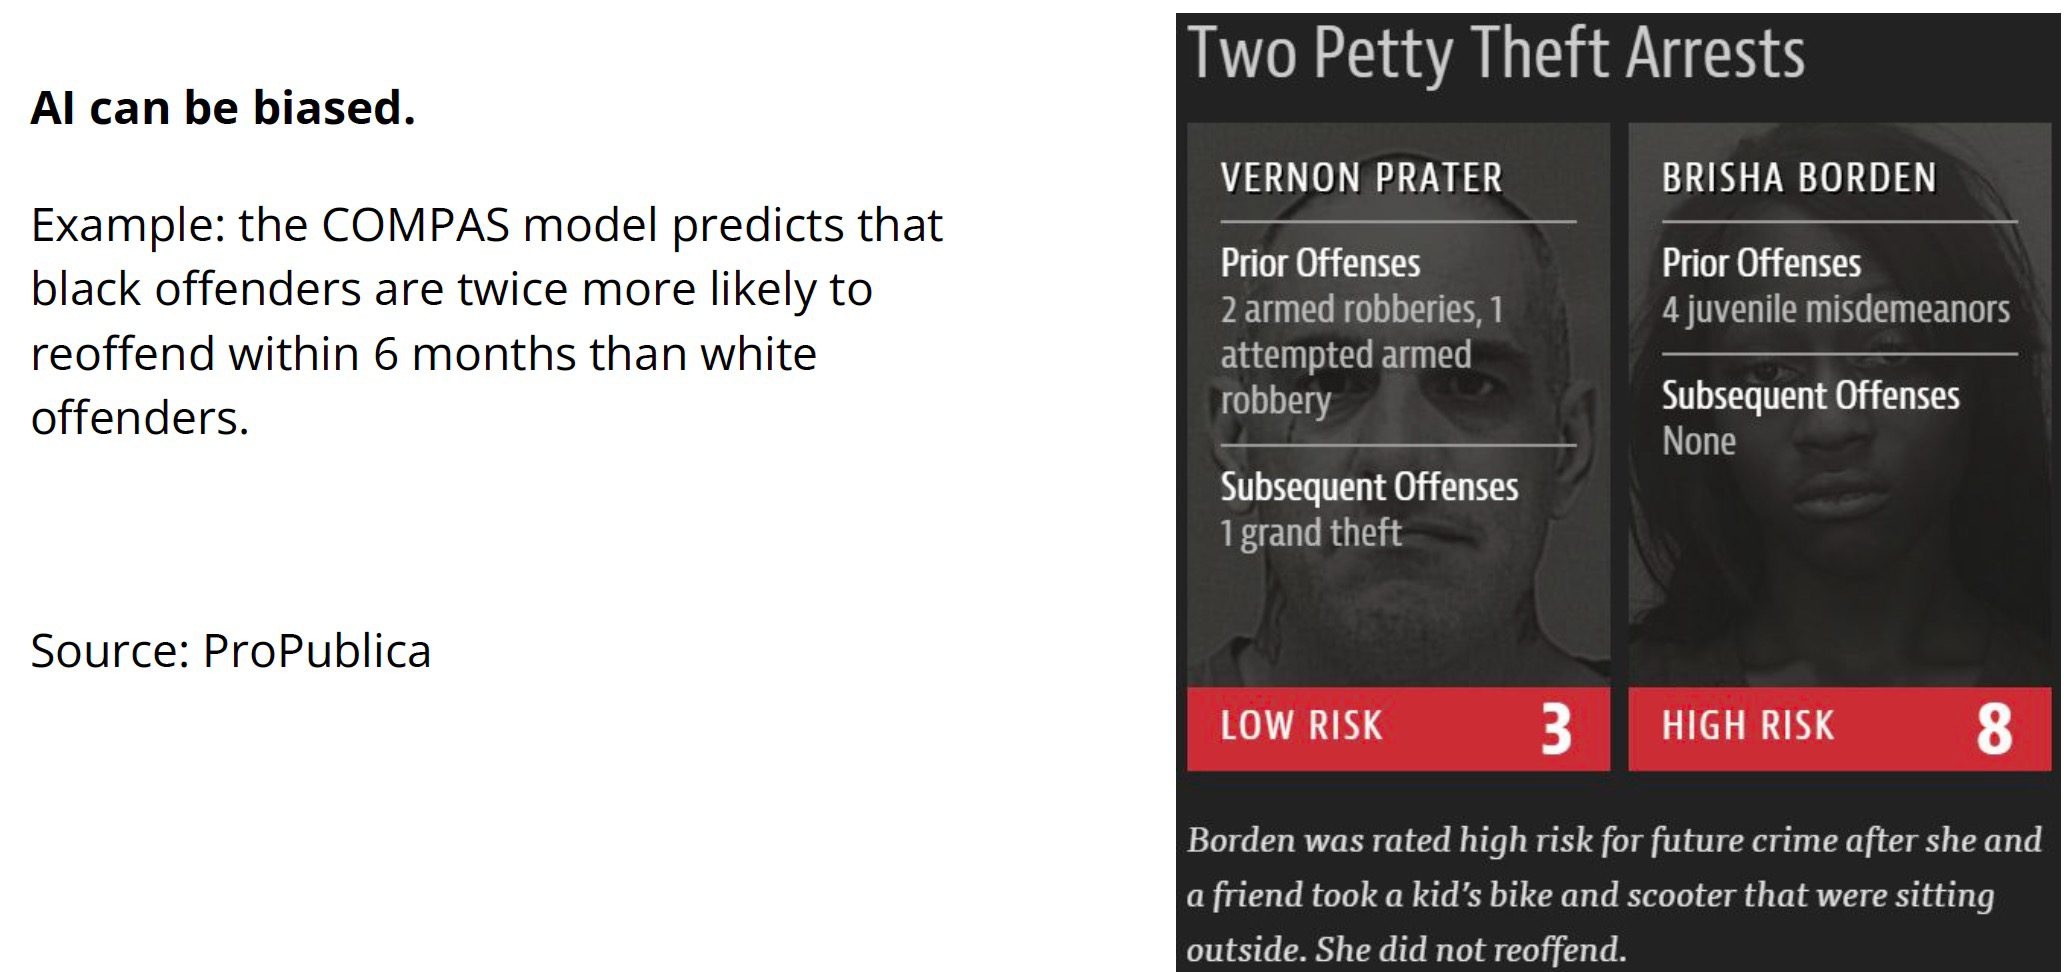 AI can be biased.
Example: the COMPAS model predicts that
black offenders are twice more likely to
reoffend within 6 months than white
offenders.
Source: ProPublica
Two Petty Theft Arrests
VERNON PRATER
Prior Offenses
2 armed robberies, 1
attempted armed
robbery
Subsequent Offenses
1 grand theft
LOW RISK 3
BRISHA BORDEN
Prior Offenses
4 juvenile misdemeanors
Subsequent Offenses
None
HIGH RISK 8
Borden was rated high risk for future crime after she and
a friend took a kid's bike and scooter that were sitting
outside. She did not reoffend.